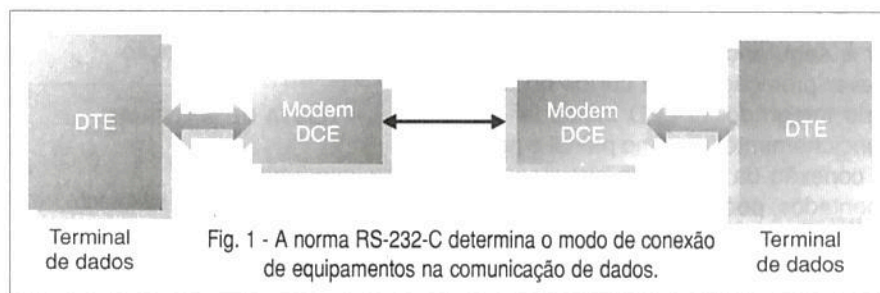 DTE
Modem
DCE
Modem
DCE
DTE
Terminal
de dados
Fig. 1 - A norma RS-232-C determina o modo de conexão
de equipamentos na comunicação de dados.
Terminal
de dados